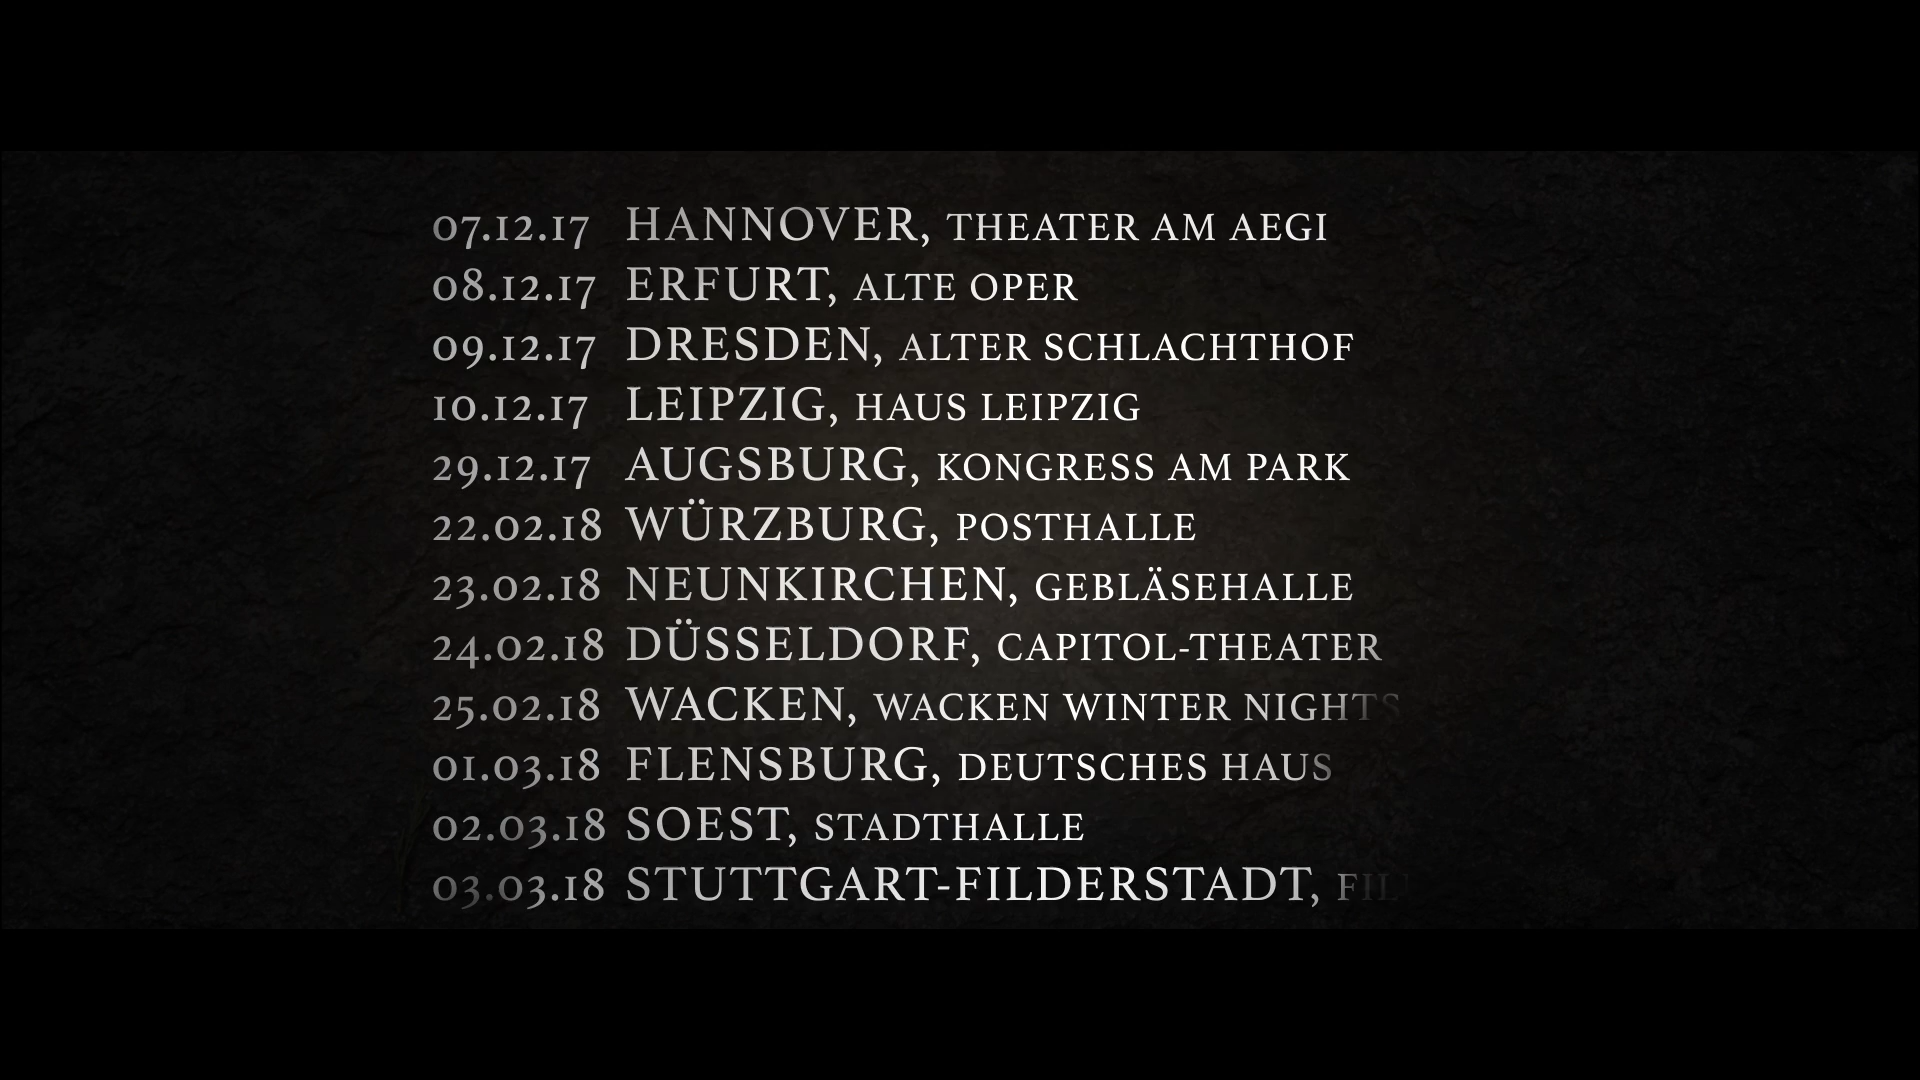 07.12.17 HANNOVER, THEATER AM AEGI
08.12.17 ERFURT, ALTE OPER
09.12.17 DRESDEN, ALTER SCHLACHTHOF
10.12.17 LEIPZIG, HAUS LEIPZIG
29.12.17 AUGSBURG, KONGRESS AM PARK
22.02.18 WÜRZBURG, POSTHALLE
23.02.18 NEUNKIRCHEN, GEBLÄSEHALLE
24.02.18 DÜSSELDORF, CAPITOL-THEATER
25.02.18 WACKEN, WACKEN WINTER NIGHTS
01.03.18 FLENSBURG, DEUTSCHES HAUS
02.03.18 SOEST, STADTHALLE
03.03.18 STUTTGART-FILDERSTADT,